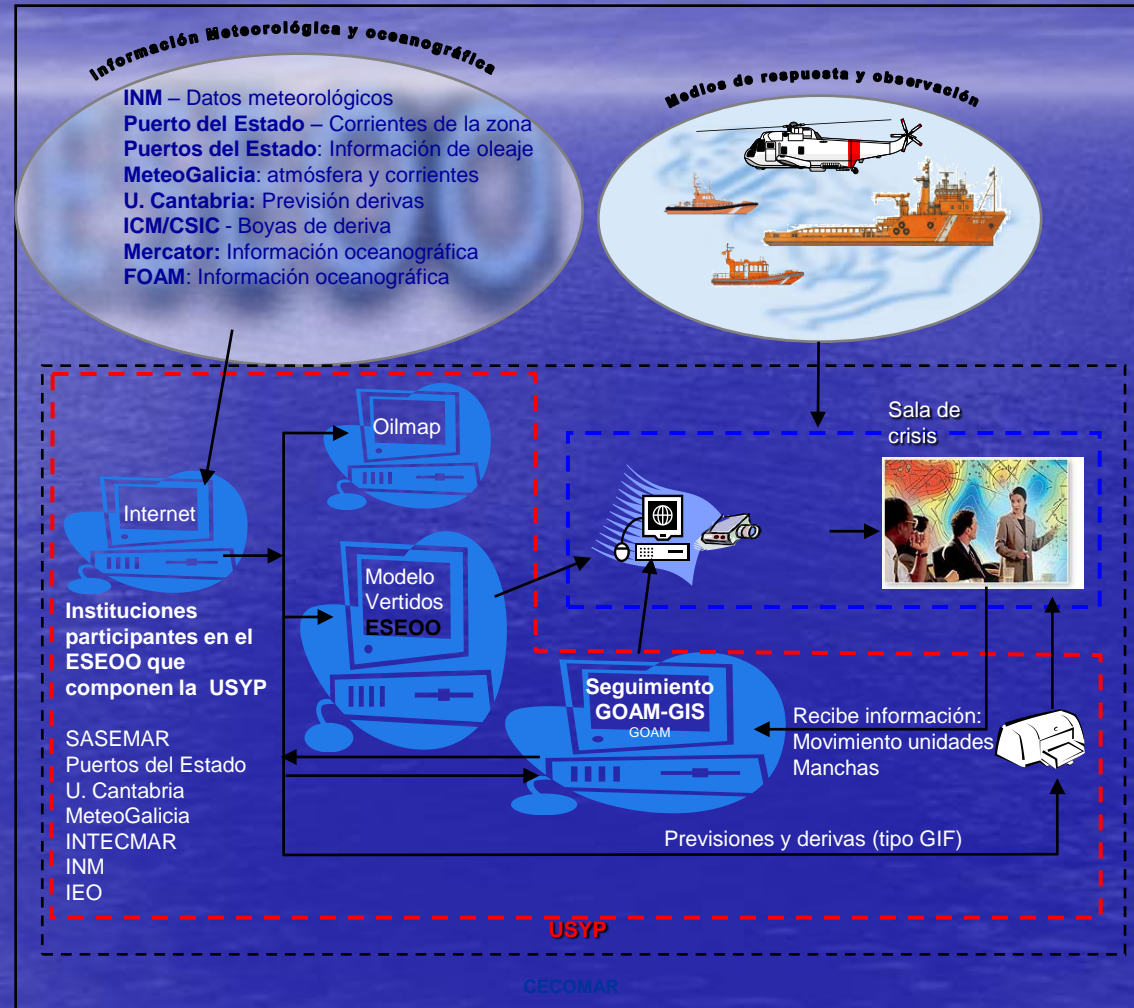 Información Meteorológica y oceanográfica
INM – Datos meteorológicos
Puerto del Estado – Corrientes de la zona
Puertos del Estado: Información de oleaje
MeteoGalicia: atmósfera y corrientes
U. Cantabria: Previsión derivas
ICM/CSIC - Boyas de deriva
Mercator: Información oceanográfica
FOAM: Información oceanográfica
Medios de respuesta y observación
Oilmap
Internet
Modelo
Vertidos
ESEOO
Sala de
crisis
Instituciones
participantes en el
ESEOO que
componen la USYP
SASEMAR
Puertos del Estado
U. Cantabria
MeteoGalicia
INTECMAR
INM
IEO
Seguimiento
GOAM-GIS
GOAM
Recibe información:
Movimiento unidades
Manchas
Previsiones y derivas (tipo GIF)
USYP
CECOMAR